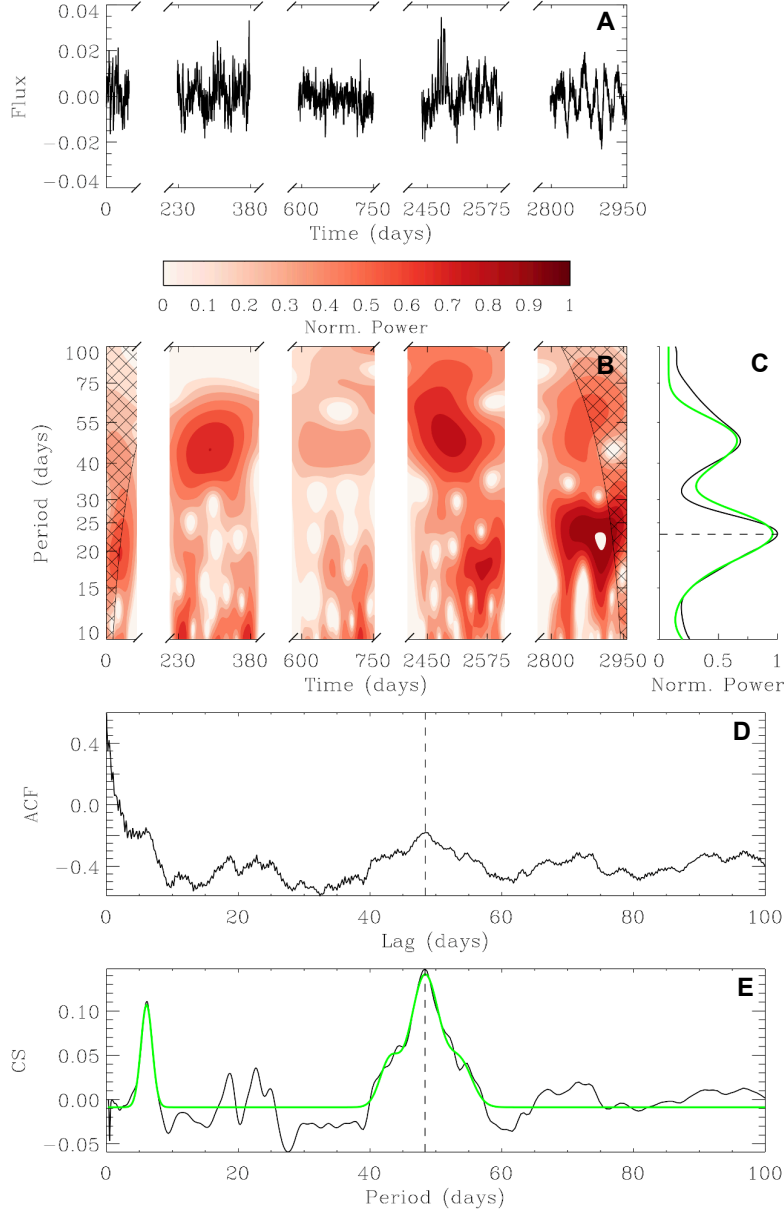 A
0.04
0.02
0.00
−0.02
−0.04
Flux
230 380 600 750 2450 2575 2800 2950
Time (days)
0 0.1 0.2 0.3 0.4 0.5 0.6 0.7 0.8 0.9 1
Norm. Power
B
C
100
75
55
40
30
25
20
15
10
Period (days)
0 230 380 600 750 2450 2575 2800 2950
Time (days)
0 0.5 1
Norm. Power
D
0.4
0.0
−0.4
ACF
0 20 40 60 80 100
Lag (days)
E
0.10
0.05
0.00
−0.05
CS
0 20 40 60 80 100
Period (days)